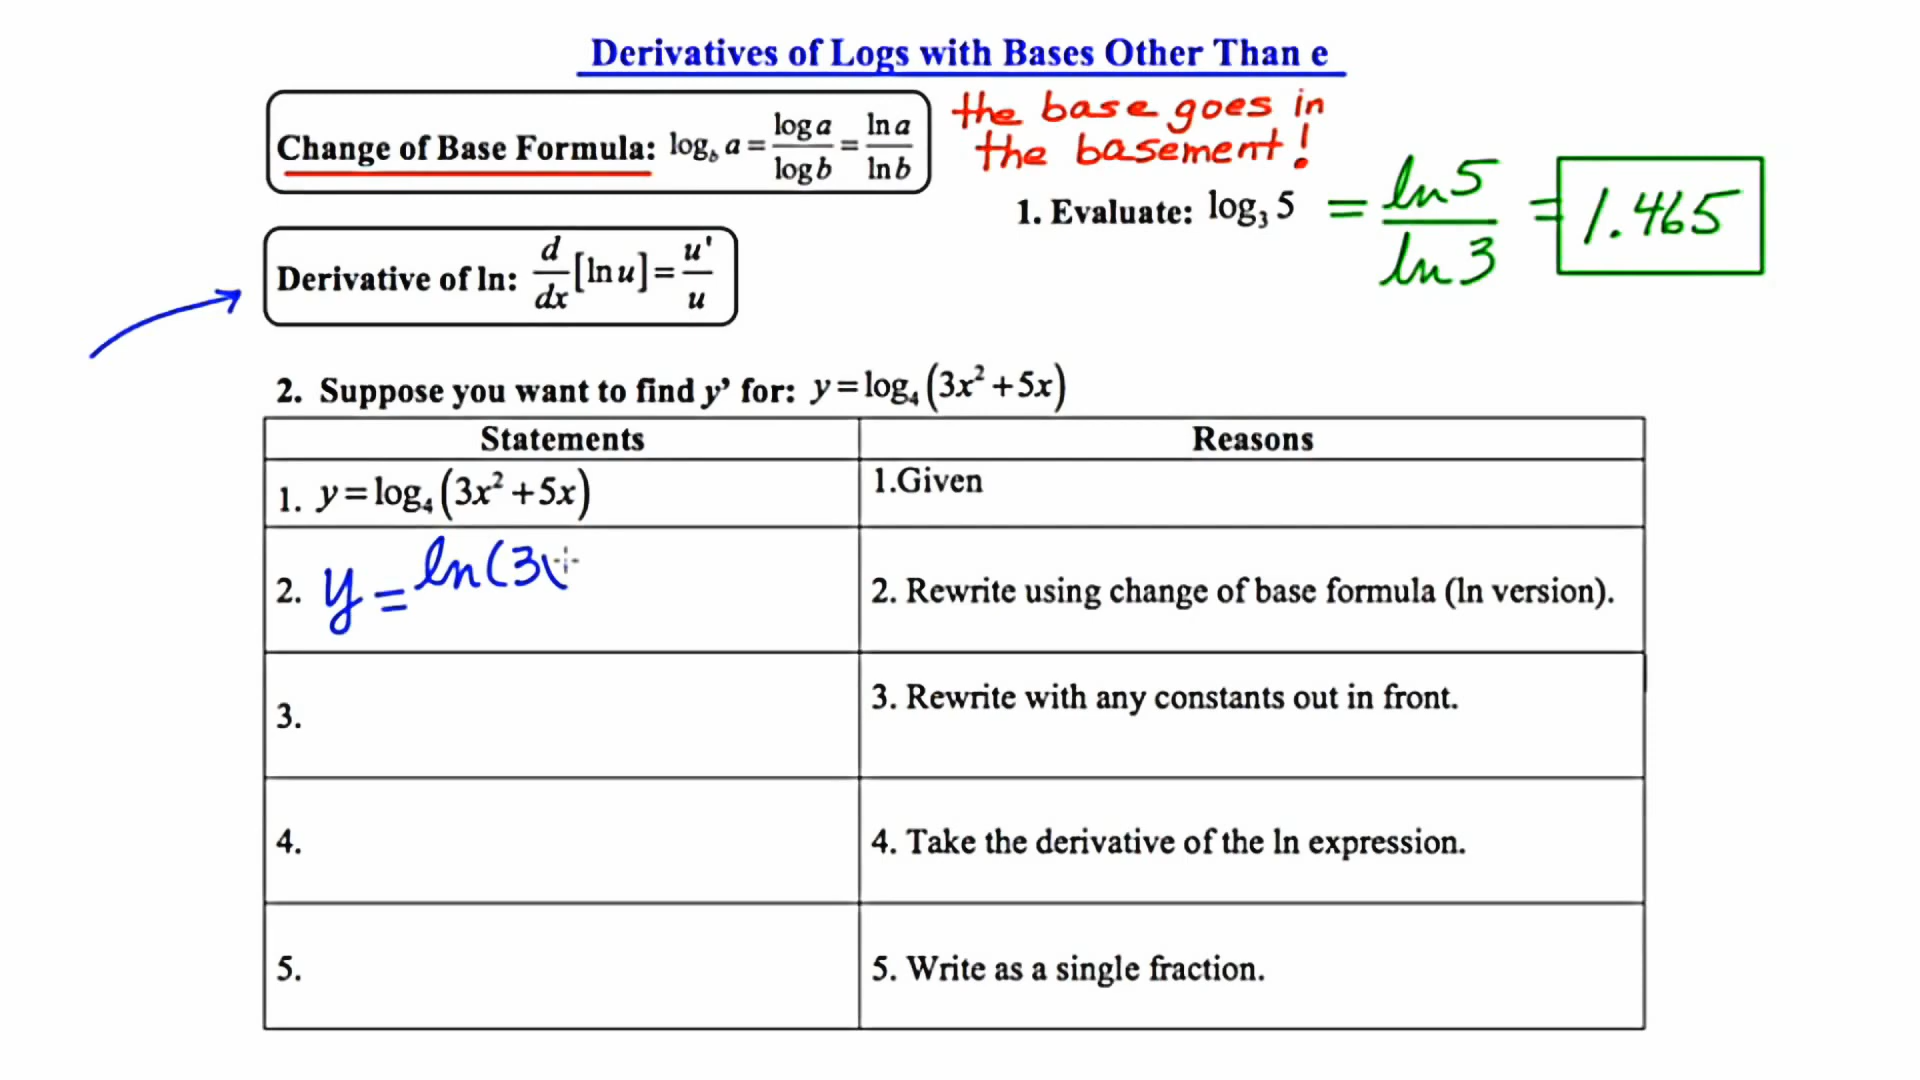 Derivatives of Logs with Bases Other Than e
Change of Base Formula: log_b a = log a / log b = ln a / ln b
the base goes in
the basement!
1. Evaluate: log₃ 5 = ln 5 / ln 3 = 1.465
Derivative of ln: d/dx [ln u] = u' / u
2. Suppose you want to find y’ for: y = log₄ (3x² + 5x)
Statements
Reasons
1. y = log₄ (3x² + 5x)
1.Given
2. y = ln(3
2. Rewrite using change of base formula (ln version).
3.
3. Rewrite with any constants out in front.
4.
4. Take the derivative of the ln expression.
5.
5. Write as a single fraction.